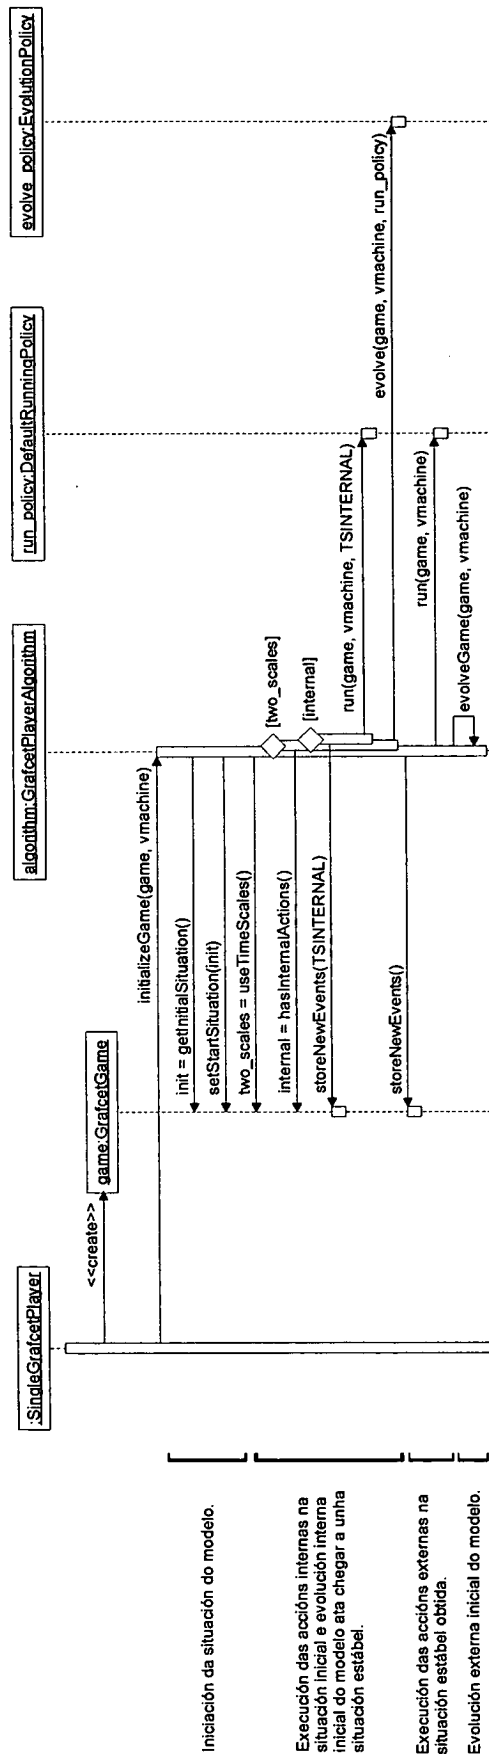 :SingleGrafcetPlayer
game:GrafcetGame
algorithm:GrafcetPlayerAlgorithm
run_policy:DefaultRunningPolicy
evolve_policy:EvolutionPolicy
<<create>>
initializeGame(game, vmachine)
Iniciación da situación do modelo.
init = getInitialSituation()
setStartSituation(init)
two_scales = useTimeScales()
[two_scales]
Execución das accións internas na
situación inicial e evolución interna
inicial do modelo ata chegar a unha
situación estábel.
internal = hasInternalActions()
[internal]
storeNewEvents(TSINTERNAL)
run(game, vmachine, TSINTERNAL)
evolve(game, vmachine, run_policy)
Execución das accións externas na
situación estábel obtida.
storeNewEvents()
run(game, vmachine)
Evolución externa inicial do modelo.
evolveGame(game, vmachine)